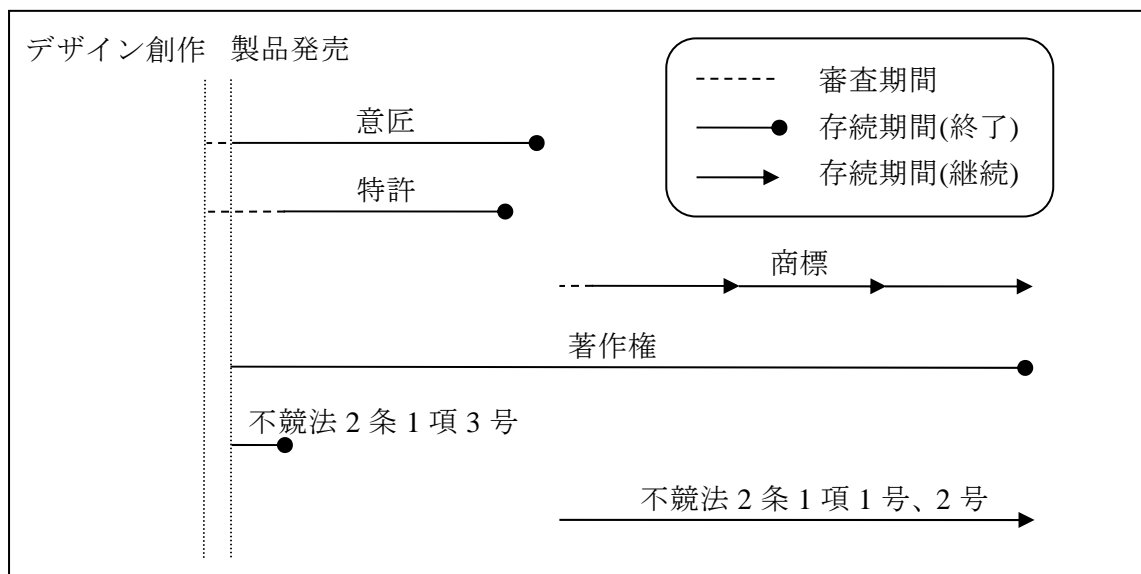 デザイン創作 製品発売
審査期間
意匠
存続期間(終了)
存続期間(継続)
特許
商標
著作権
不競法2条1項3号
不競法2条1項1号、2号